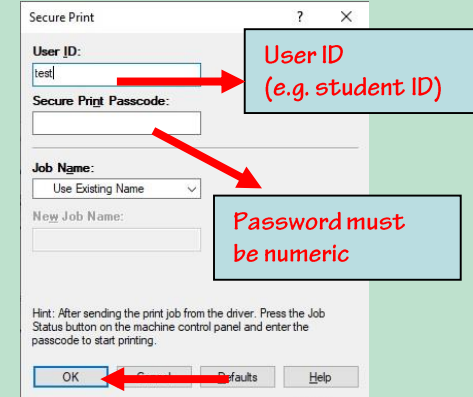 Secure Print ? ×
User ID:
test
User ID
(e.g. student ID)
Secure Print Passcode:
Job Name:
Use Existing Name
New Job Name:
Password must
be numeric
Hint: After sending the print job from the driver. Press the Job
Status button on the machine control panel and enter the
passcode to start printing.
OK Cancel Defaults Help